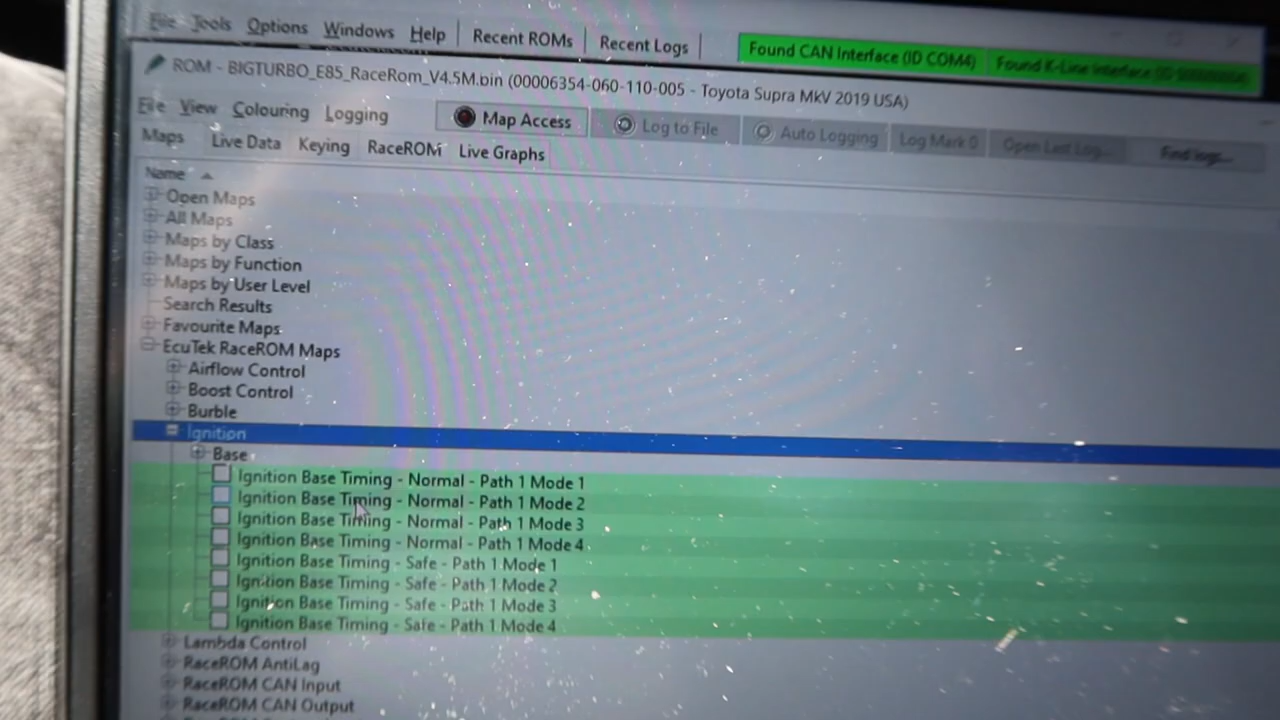 File Tools Options Windows Help Recent ROMs Recent Logs Found CAN Interface (ID COM4) Found K-Line Interface (ID
ROM - BIGTURBO_E85_RaceRom_V4.5M.bin (00006354-060-110-005 - Toyota Supra MkV 2019 USA)
File View Colouring Logging Map Access Log to File Auto Logging Log Mark 0 Open Last Log... Find logs...
Maps Live Data Keying RaceROM Live Graphs
Name
Open Maps
All Maps
Maps by Class
Maps by Function
Maps by User Level
Search Results
Favourite Maps
EcuTek RaceROM Maps
Airflow Control
Boost Control
Burble
Ignition
Base
Ignition Base Timing - Normal - Path 1 Mode 1
Ignition Base Timing - Normal - Path 1 Mode 2
Ignition Base Timing - Normal - Path 1 Mode 3
Ignition Base Timing - Normal - Path 1 Mode 4
Ignition Base Timing - Safe - Path 1 Mode 1
Ignition Base Timing - Safe - Path 1 Mode 2
Ignition Base Timing - Safe - Path 1 Mode 3
Ignition Base Timing - Safe - Path 1 Mode 4
Lambda Control
RaceROM AntiLag
RaceROM CAN Input
RaceROM CAN Output